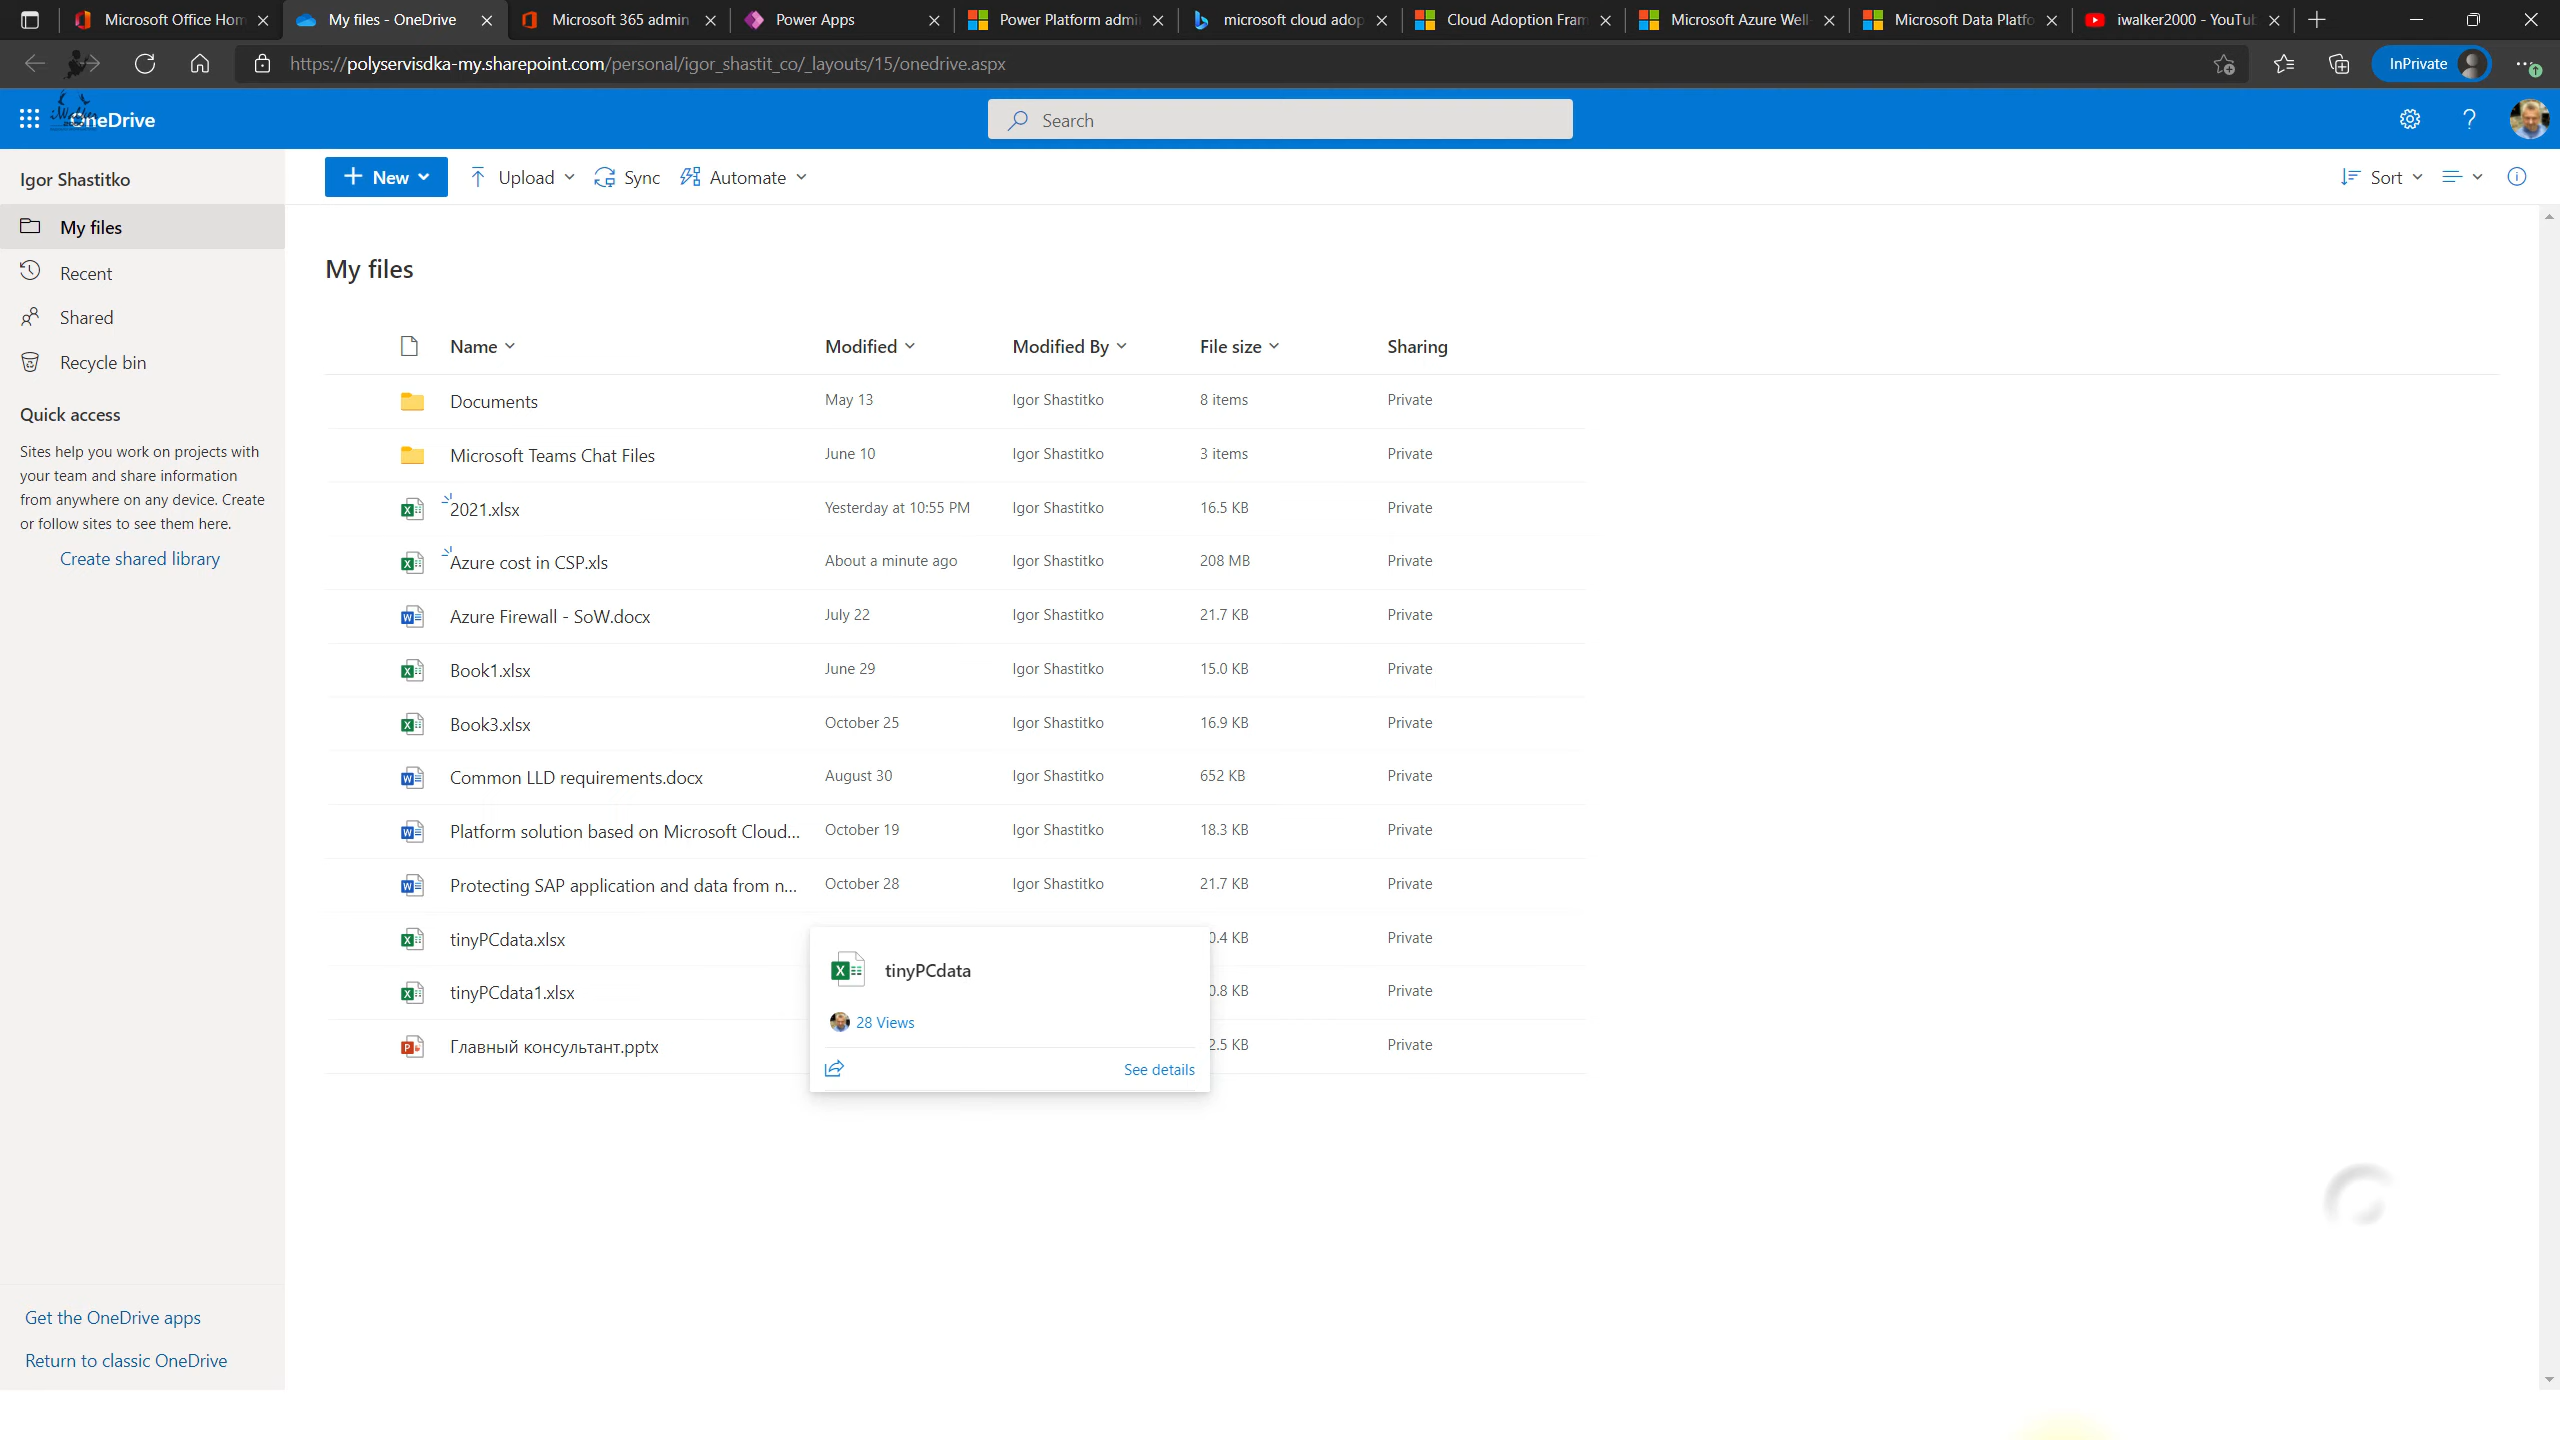 Microsoft Office Hom
My files - OneDrive
Microsoft 365 admin
Power Apps
Power Platform admi
microsoft cloud adop
Cloud Adoption Fram
Microsoft Azure Well-
Microsoft Data Platfo
iwalker2000 - YouTub
https://polyservisdka-my.sharepoint.com/personal/igor_shastit_co/_layouts/15/onedrive.aspx
InPrivate
OneDrive
Search
Igor Shastitko
New
Upload
Sync
Automate
Sort
My files
Recent
Shared
Recycle bin
Quick access
Sites help you work on projects with
your team and share information
from anywhere on any device. Create
or follow sites to see them here.
Create shared library
Get the OneDrive apps
Return to classic OneDrive
My files
Name Modified Modified By File size Sharing
Documents May 13 Igor Shastitko 8 items Private
Microsoft Teams Chat Files June 10 Igor Shastitko 3 items Private
2021.xlsx Yesterday at 10:55 PM Igor Shastitko 16.5 KB Private
Azure cost in CSP.xls About a minute ago Igor Shastitko 208 MB Private
Azure Firewall - SoW.docx July 22 Igor Shastitko 21.7 KB Private
Book1.xlsx June 29 Igor Shastitko 15.0 KB Private
Book3.xlsx October 25 Igor Shastitko 16.9 KB Private
Common LLD requirements.docx August 30 Igor Shastitko 652 KB Private
Platform solution based on Microsoft Cloud... October 19 Igor Shastitko 18.3 KB Private
Protecting SAP application and data from n... October 28 Igor Shastitko 21.7 KB Private
tinyPCdata.xlsx 0.4 KB Private
tinyPCdata1.xlsx 0.8 KB Private
Главный консультант.pptx 2.5 KB Private
tinyPCdata
28 Views
See details